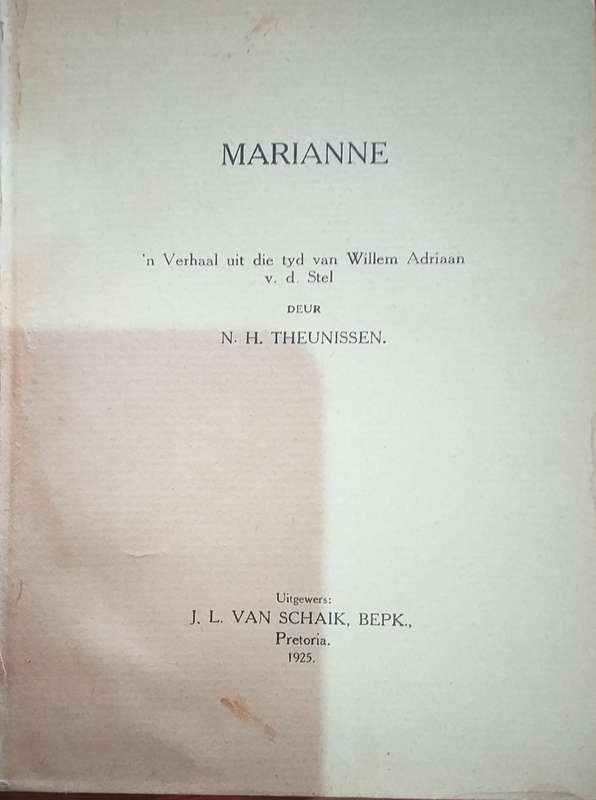 MARIANNE
'n Verhaal uit die tyd van Willem Adriaan
v. d. Stel
DEUR
N. H. THEUNISSEN.
Uitgewers:
J. L. VAN SCHAIK, BEPK.,
Pretoria.
1925.